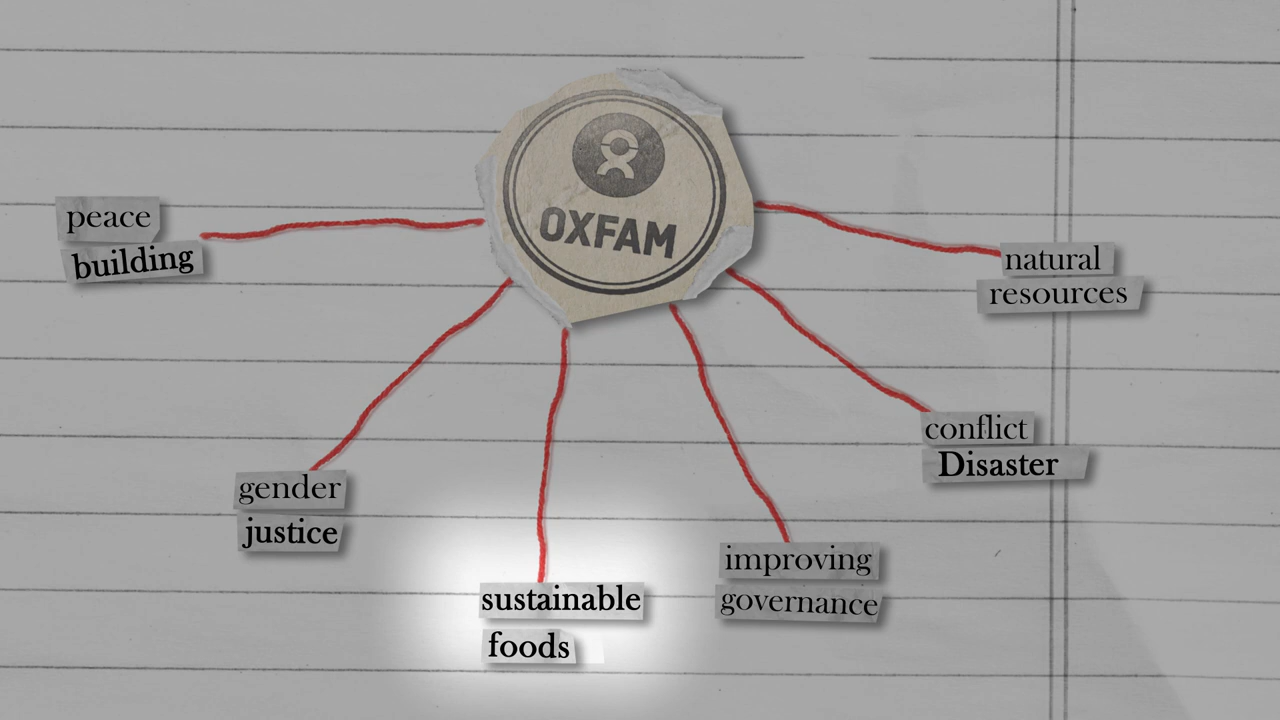 OXFAM
peace
building
natural
resources
conflict
Disaster
gender
justice
improving
governance
sustainable
foods